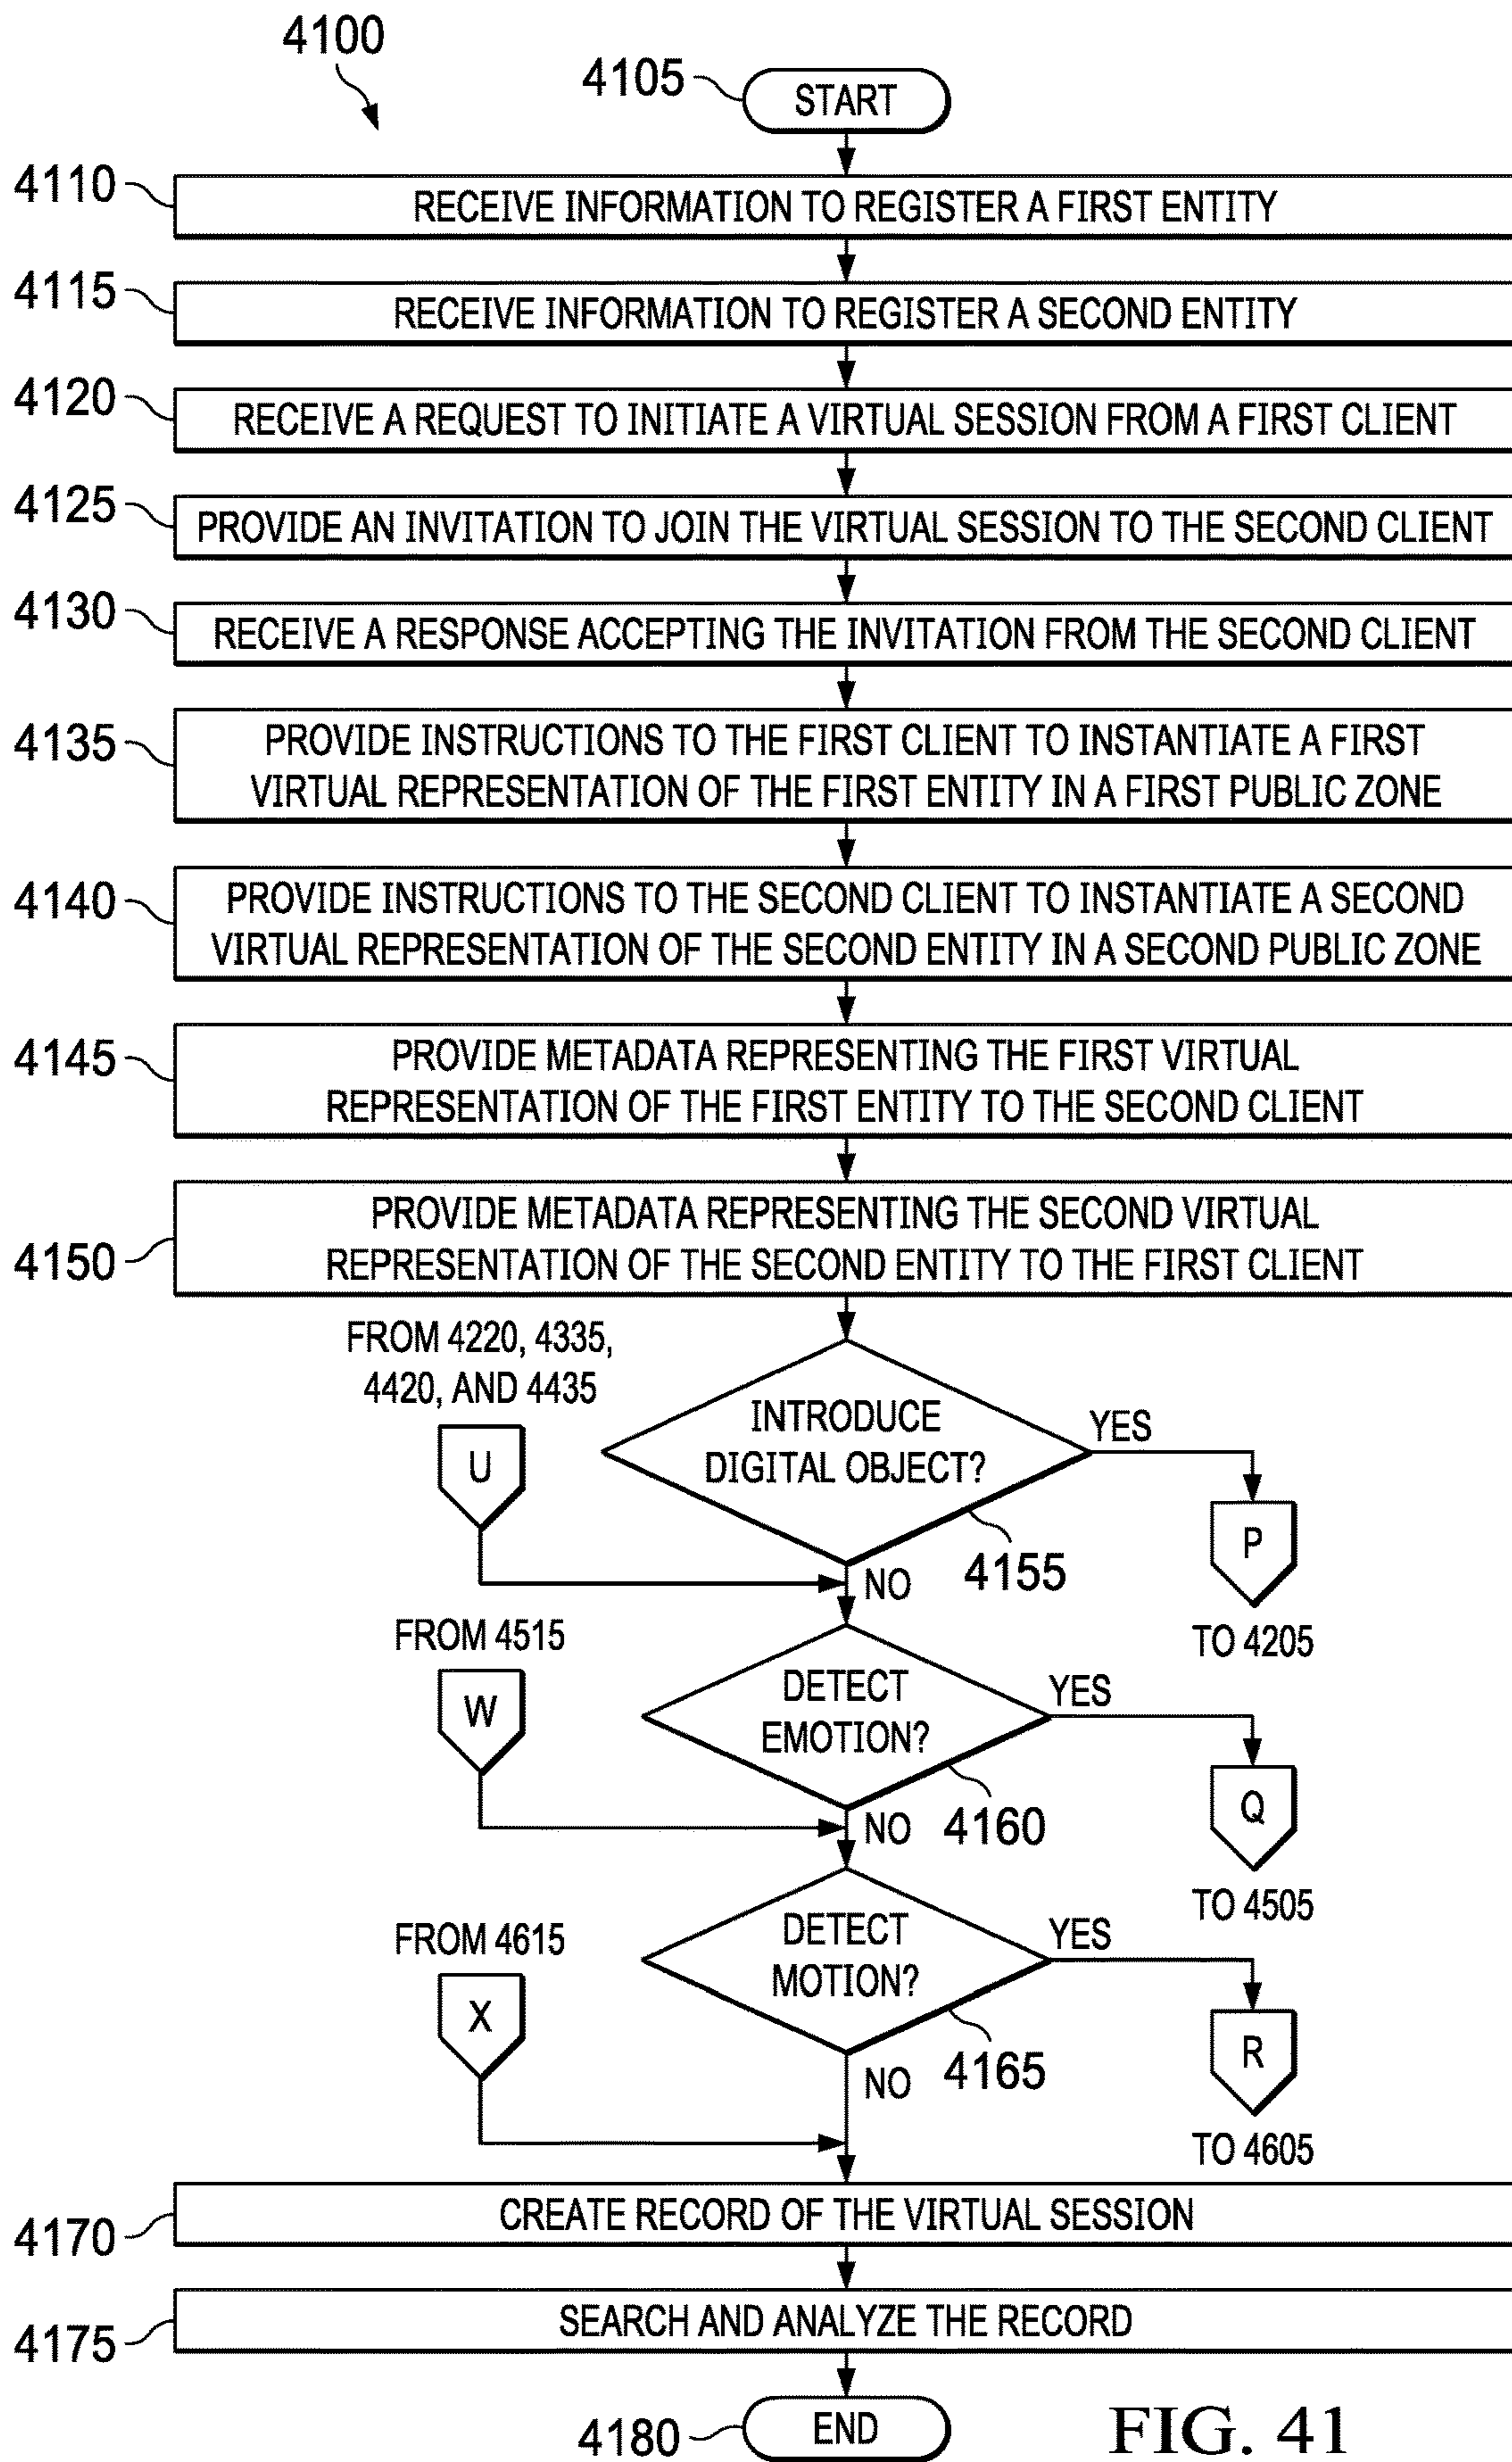 4100
4105
START
4110
RECEIVE INFORMATION TO REGISTER A FIRST ENTITY
4115
RECEIVE INFORMATION TO REGISTER A SECOND ENTITY
4120
RECEIVE A REQUEST TO INITIATE A VIRTUAL SESSION FROM A FIRST CLIENT
4125
PROVIDE AN INVITATION TO JOIN THE VIRTUAL SESSION TO THE SECOND CLIENT
4130
RECEIVE A RESPONSE ACCEPTING THE INVITATION FROM THE SECOND CLIENT
4135
PROVIDE INSTRUCTIONS TO THE FIRST CLIENT TO INSTANTIATE A FIRST
VIRTUAL REPRESENTATION OF THE FIRST ENTITY IN A FIRST PUBLIC ZONE
4140
PROVIDE INSTRUCTIONS TO THE SECOND CLIENT TO INSTANTIATE A SECOND
VIRTUAL REPRESENTATION OF THE SECOND ENTITY IN A SECOND PUBLIC ZONE
4145
PROVIDE METADATA REPRESENTING THE FIRST VIRTUAL
REPRESENTATION OF THE FIRST ENTITY TO THE SECOND CLIENT
4150
PROVIDE METADATA REPRESENTING THE SECOND VIRTUAL
REPRESENTATION OF THE SECOND ENTITY TO THE FIRST CLIENT
FROM 4220, 4335,
4420, AND 4435
U
INTRODUCE
DIGITAL OBJECT?
YES
4155
P
TO 4205
NO
FROM 4515
W
DETECT
EMOTION?
YES
4160
Q
TO 4505
NO
FROM 4615
X
DETECT
MOTION?
YES
4165
R
TO 4605
NO
4170
CREATE RECORD OF THE VIRTUAL SESSION
4175
SEARCH AND ANALYZE THE RECORD
4180
END
FIG. 41